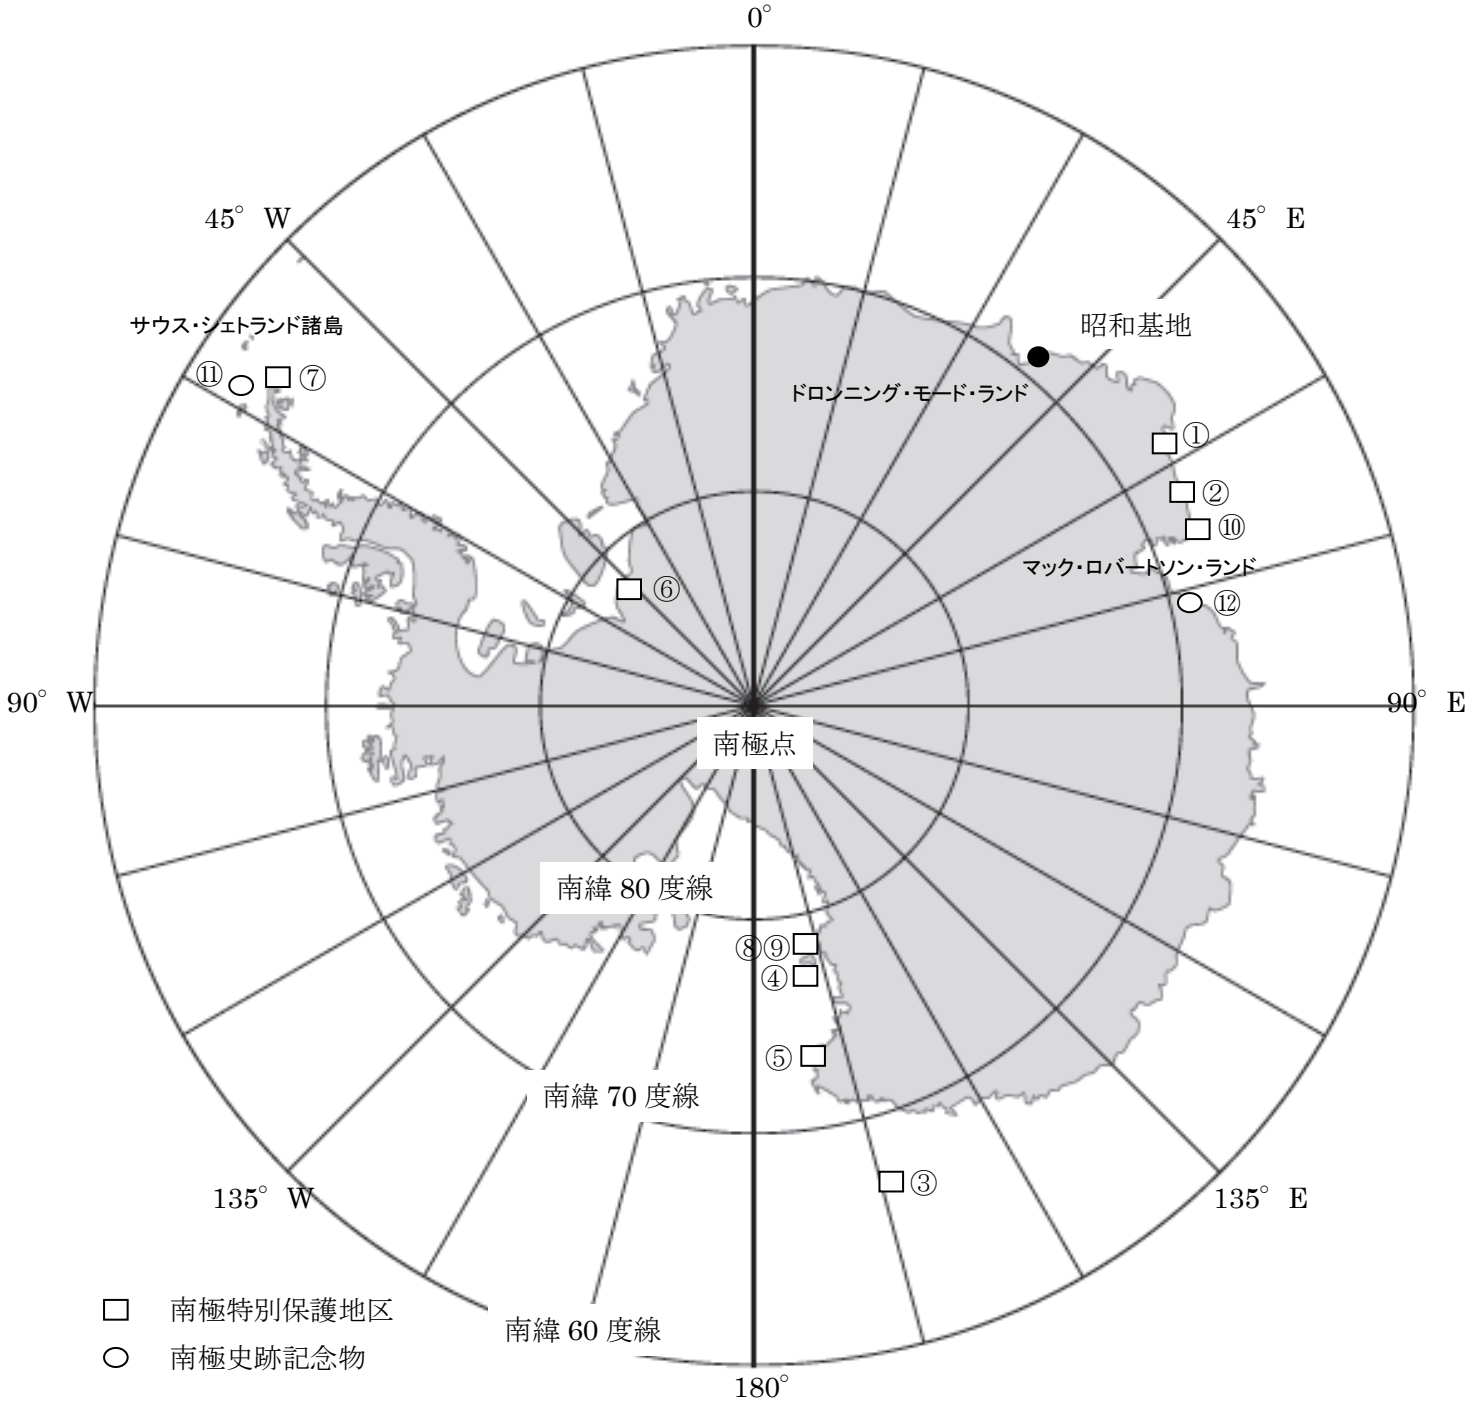 0°
45° W
45° E
サウス・シェトランド諸島
昭和基地
⑪
⑦
ドロンニング・モード・ランド
①
②
⑩
マック・ロバートソン・ランド
⑥
⑫
90° W
90° E
南極点
南緯 80 度線
⑧⑨
④
⑤
南緯 70 度線
③
135° W
135° E
南極特別保護地区
南緯 60 度線
南極史跡記念物
180°